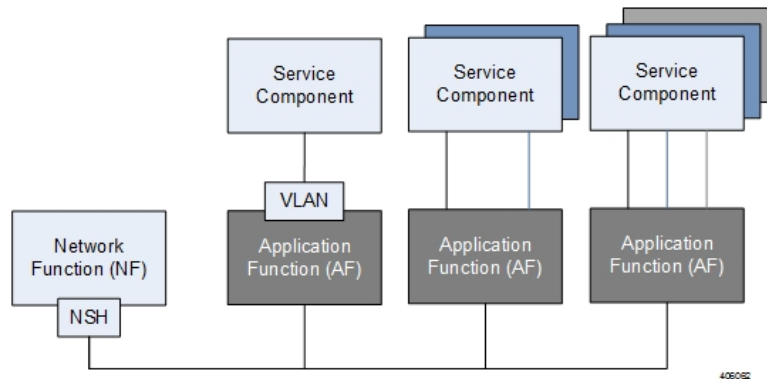 Service
Component
Service
Component
Service
Component
VLAN
Network
Function (NF)
Application
Function (AF)
Application
Function (AF)
Application
Function (AF)
NSH
406062